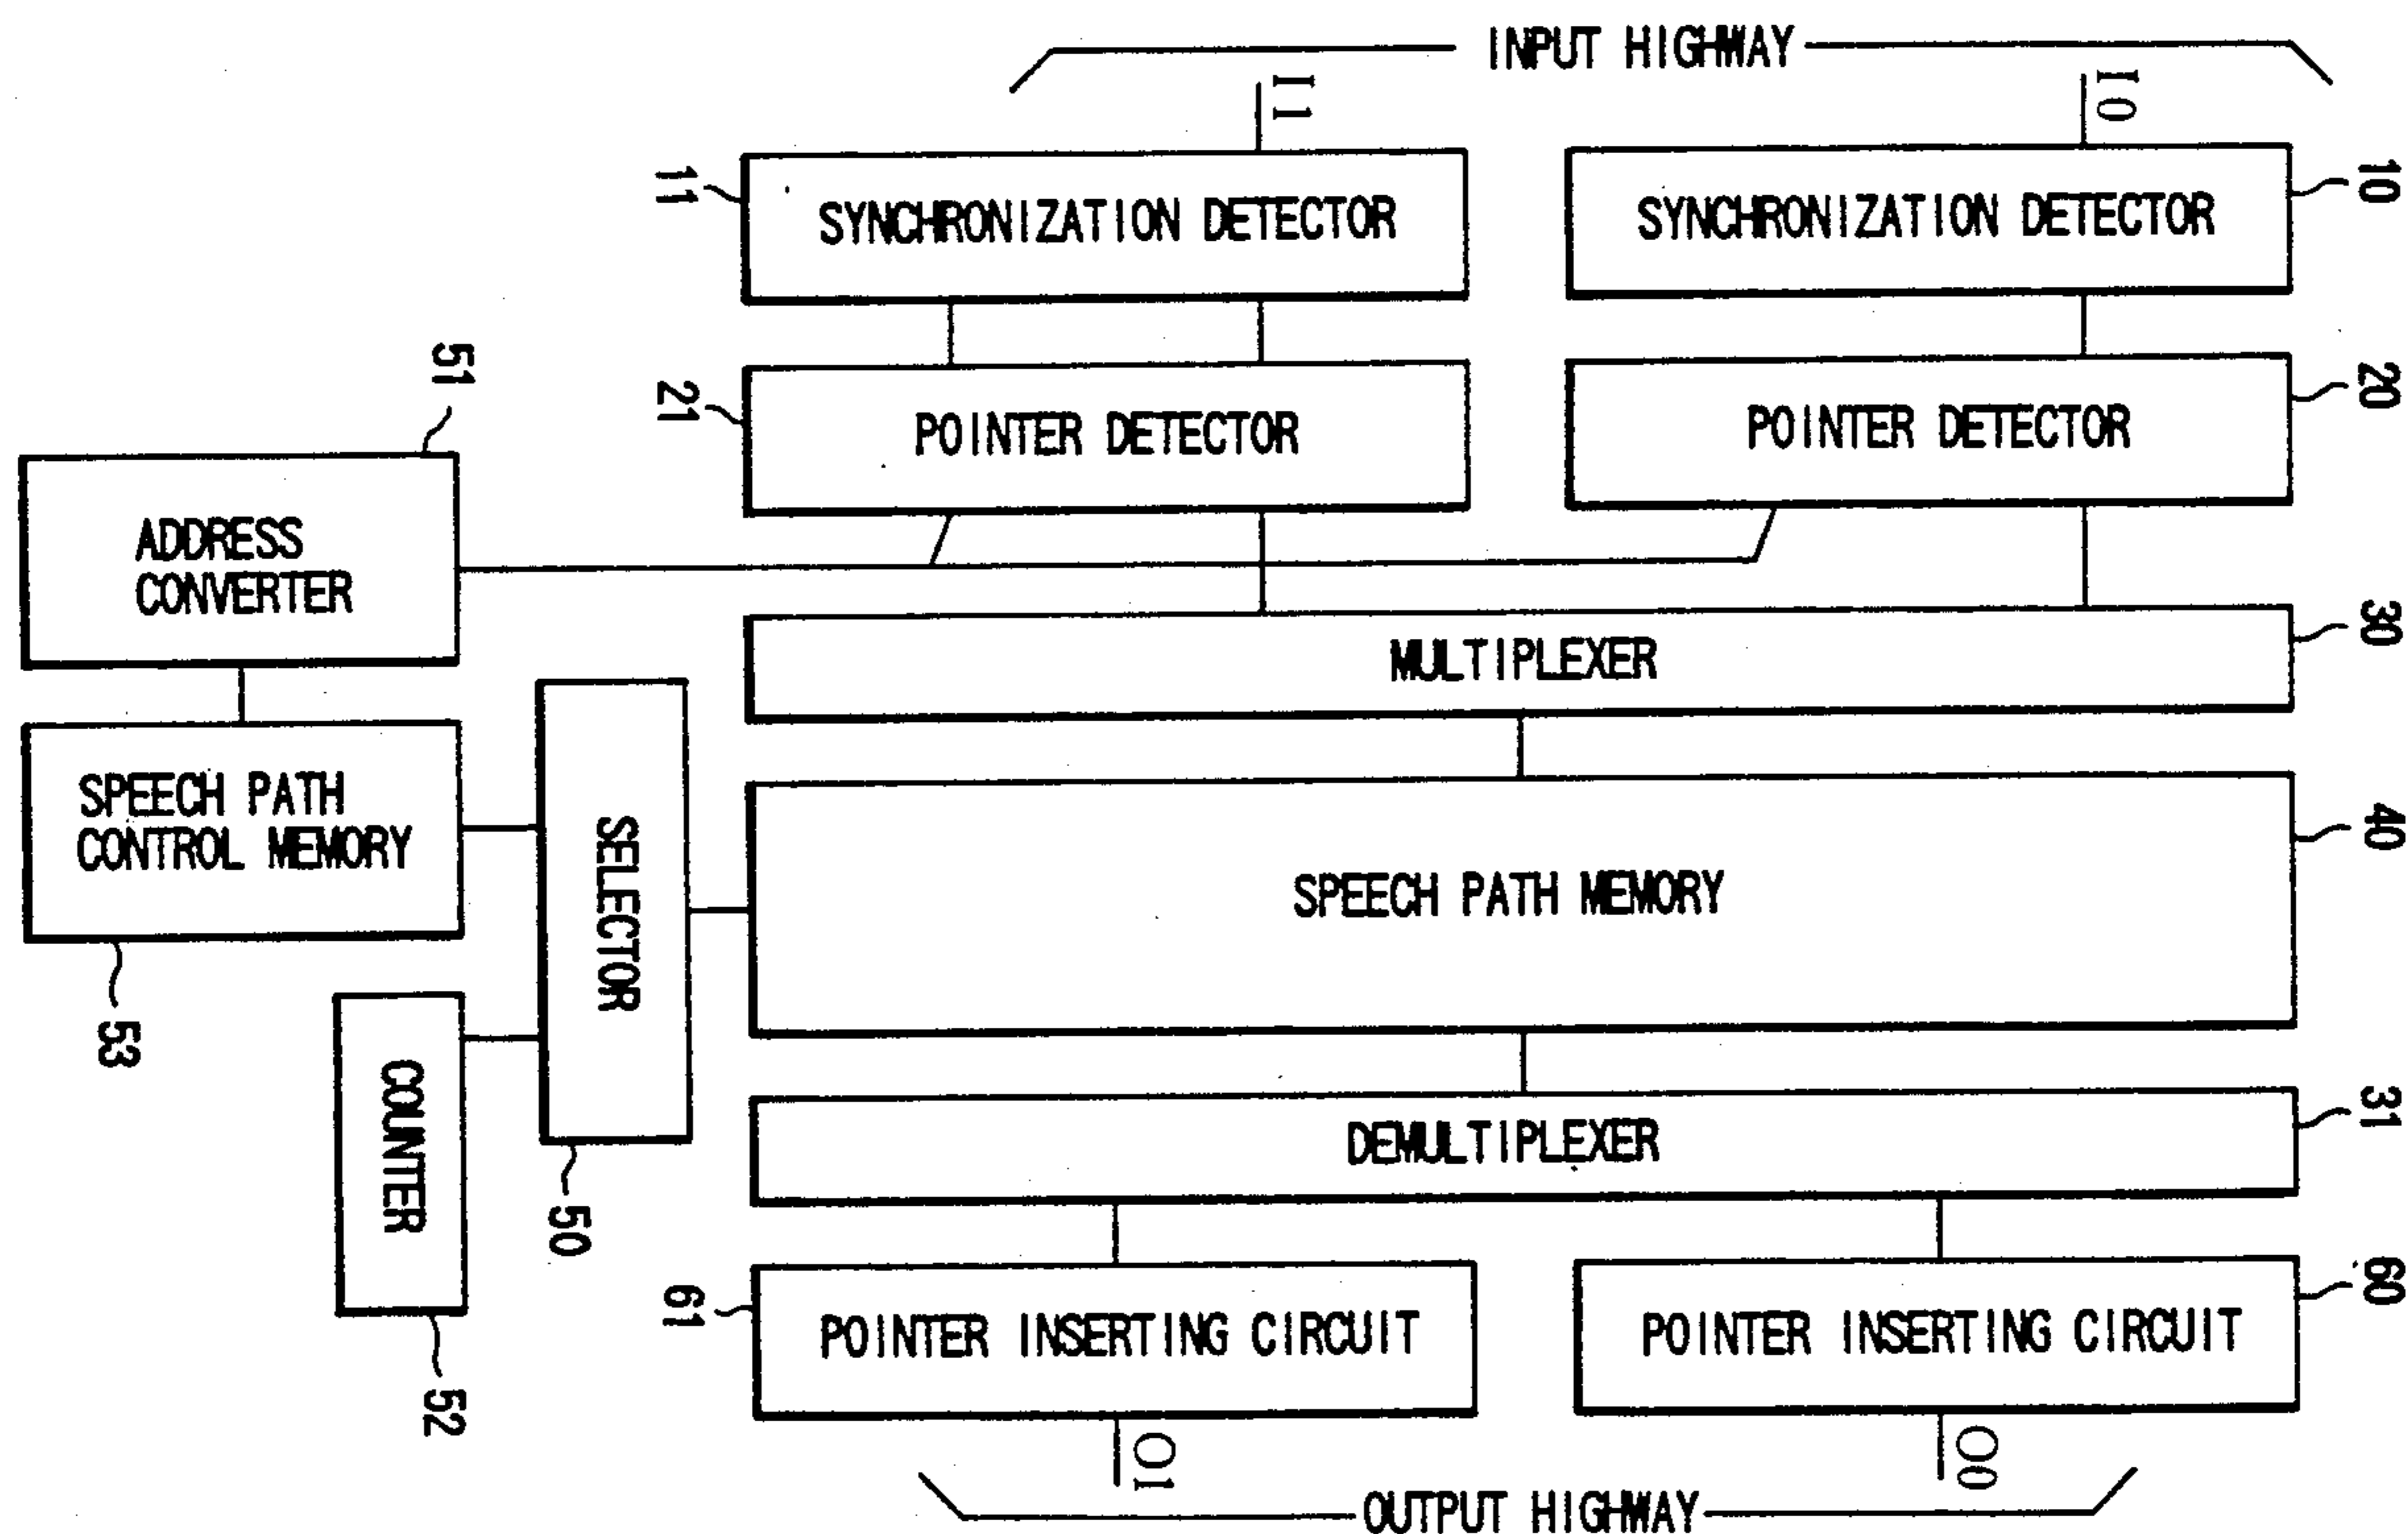 INPUT HIGHWAY
I1
I0
11
SYNCHRONIZATION DETECTOR
10
SYNCHRONIZATION DETECTOR
21
POINTER DETECTOR
20
POINTER DETECTOR
51
ADDRESS
CONVERTER
30
MULTIPLEXER
SPEECH PATH
CONTROL MEMORY
53
SELECTOR
50
40
SPEECH PATH MEMORY
COUNTER
52
31
DEMULTIPLEXER
61
POINTER INSERTING CIRCUIT
60
POINTER INSERTING CIRCUIT
O1
O0
OUTPUT HIGHWAY